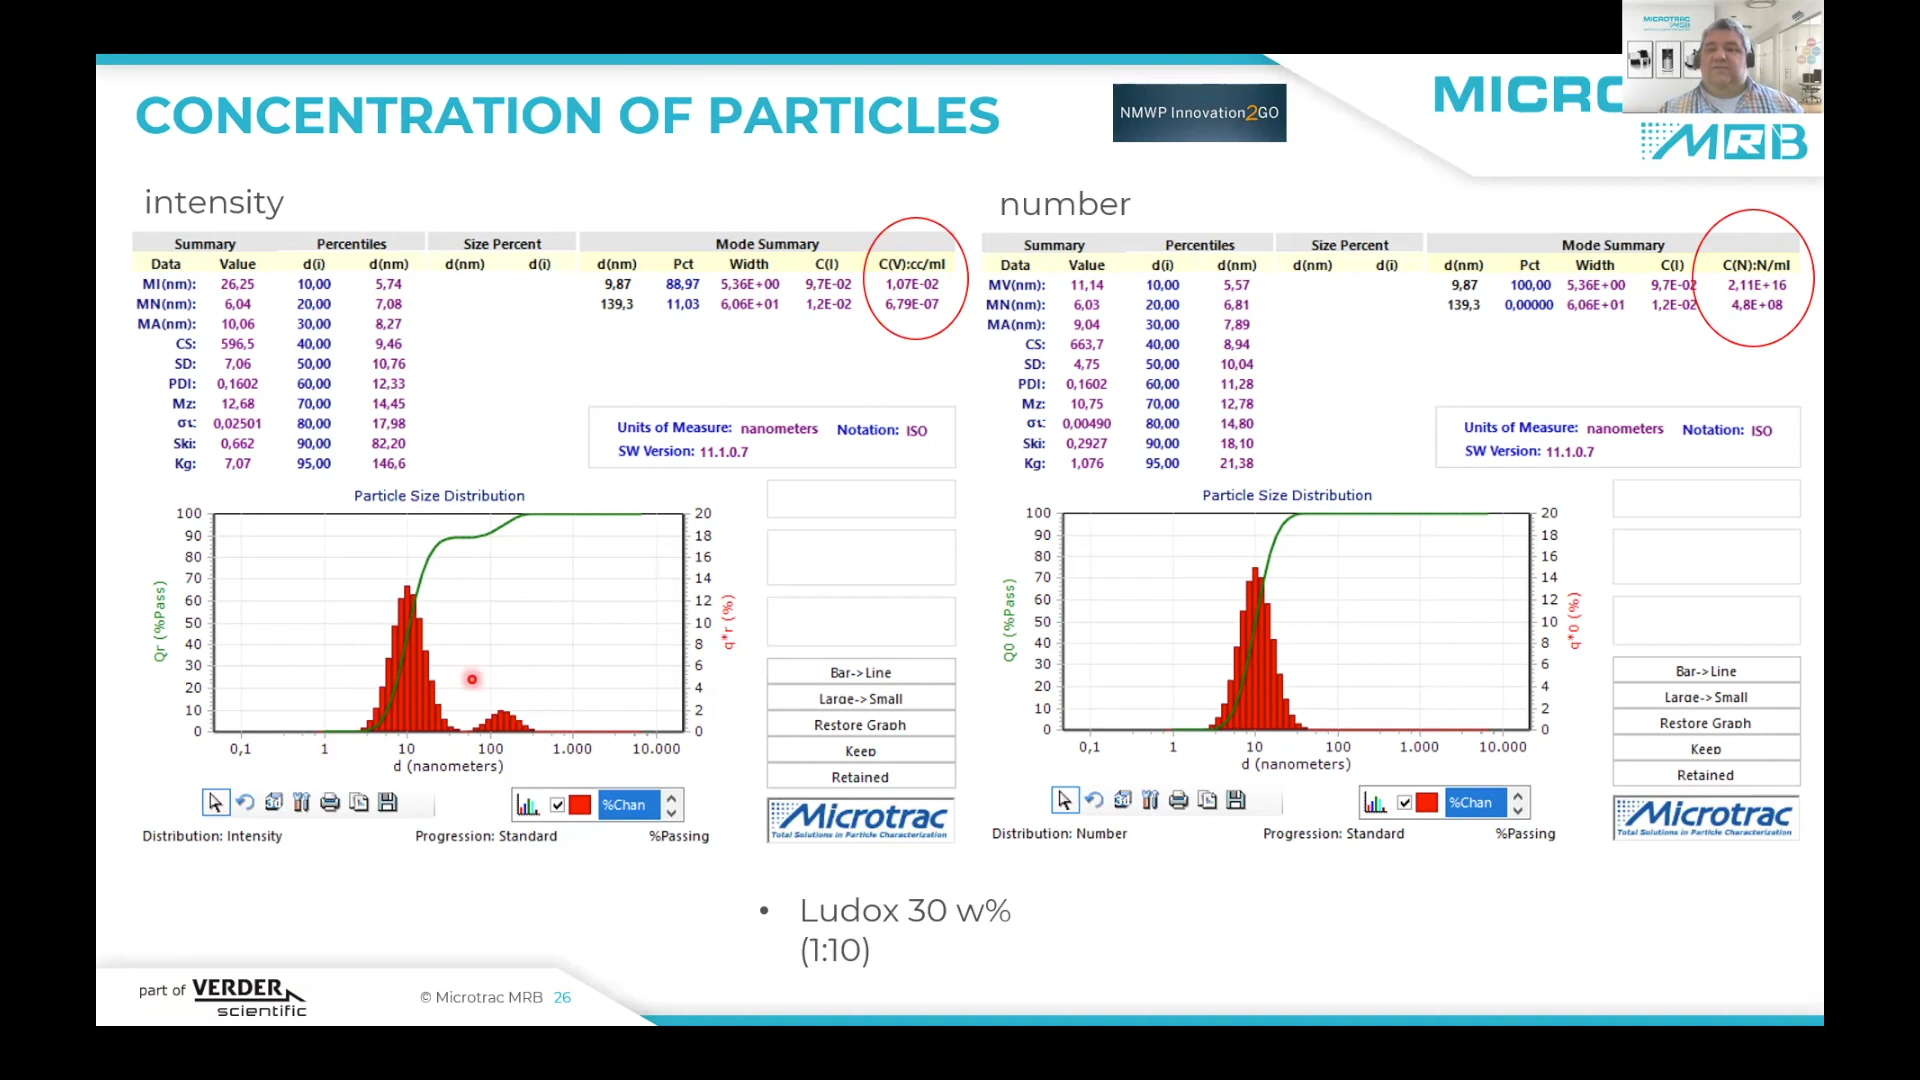 MICROTRAC
MRB
CONCENTRATION OF PARTICLES
NMWP Innovation2GO
MICRO
MRB
intensity
Summary Percentiles Size Percent Mode Summary
Data Value d(i) d(nm) d(nm) d(i) d(nm) Pct Width C(I) C(V):cc/ml
MI(nm): 26,25 10,00 5,74 9,87 88,97 5,36E+00 9,7E-02 1,07E-02
MN(nm): 6,04 20,00 7,08 139,3 11,03 6,06E+01 1,2E-02 6,79E-07
MA(nm): 10,06 30,00 8,27
CS: 596,5 40,00 9,46
SD: 7,06 50,00 10,76
PDI: 0,1602 60,00 12,33
Mz: 12,68 70,00 14,45
σι: 0,02501 80,00 17,98
Ski: 0,662 90,00 82,20
Kg: 7,07 95,00 146,6
Units of Measure: nanometers Notation: ISO
SW Version: 11.1.0.7
Particle Size Distribution
100 20
90 18
80 16
70 14
60 12
50 10
40 8
30 6
20 4
10 2
0 0
Qr (%Pass)
q*r (%)
0,1 1 10 100 1.000 10.000
d (nanometers)
Bar->Line
Large->Small
Restore Graph
Keep
Retained
%Chan
Microtrac
Total Solutions in Particle Characterization
Distribution: Intensity Progression: Standard %Passing
number
Summary Percentiles Size Percent Mode Summary
Data Value d(i) d(nm) d(nm) d(i) d(nm) Pct Width C(I) C(N):N/ml
MV(nm): 11,14 10,00 5,57 9,87 100,00 5,36E+00 9,7E-02 2,11E+16
MN(nm): 6,03 20,00 6,81 139,3 0,00000 6,06E+01 1,2E-02 4,8E+08
MA(nm): 9,04 30,00 7,89
CS: 663,7 40,00 8,94
SD: 4,75 50,00 10,04
PDI: 0,1602 60,00 11,28
Mz: 10,75 70,00 12,78
σι: 0,00490 80,00 14,80
Ski: 0,2927 90,00 18,10
Kg: 1,076 95,00 21,38
Units of Measure: nanometers Notation: ISO
SW Version: 11.1.0.7
Particle Size Distribution
100 20
90 18
80 16
70 14
60 12
50 10
40 8
30 6
20 4
10 2
0 0
Q0 (%Pass)
q*0 (%)
0,1 1 10 100 1.000 10.000
d (nanometers)
Bar->Line
Large->Small
Restore Graph
Keep
Retained
%Chan
Microtrac
Total Solutions in Particle Characterization
Distribution: Number Progression: Standard %Passing
• Ludox 30 w%
(1:10)
part of VERDER
scientific
© Microtrac MRB 26